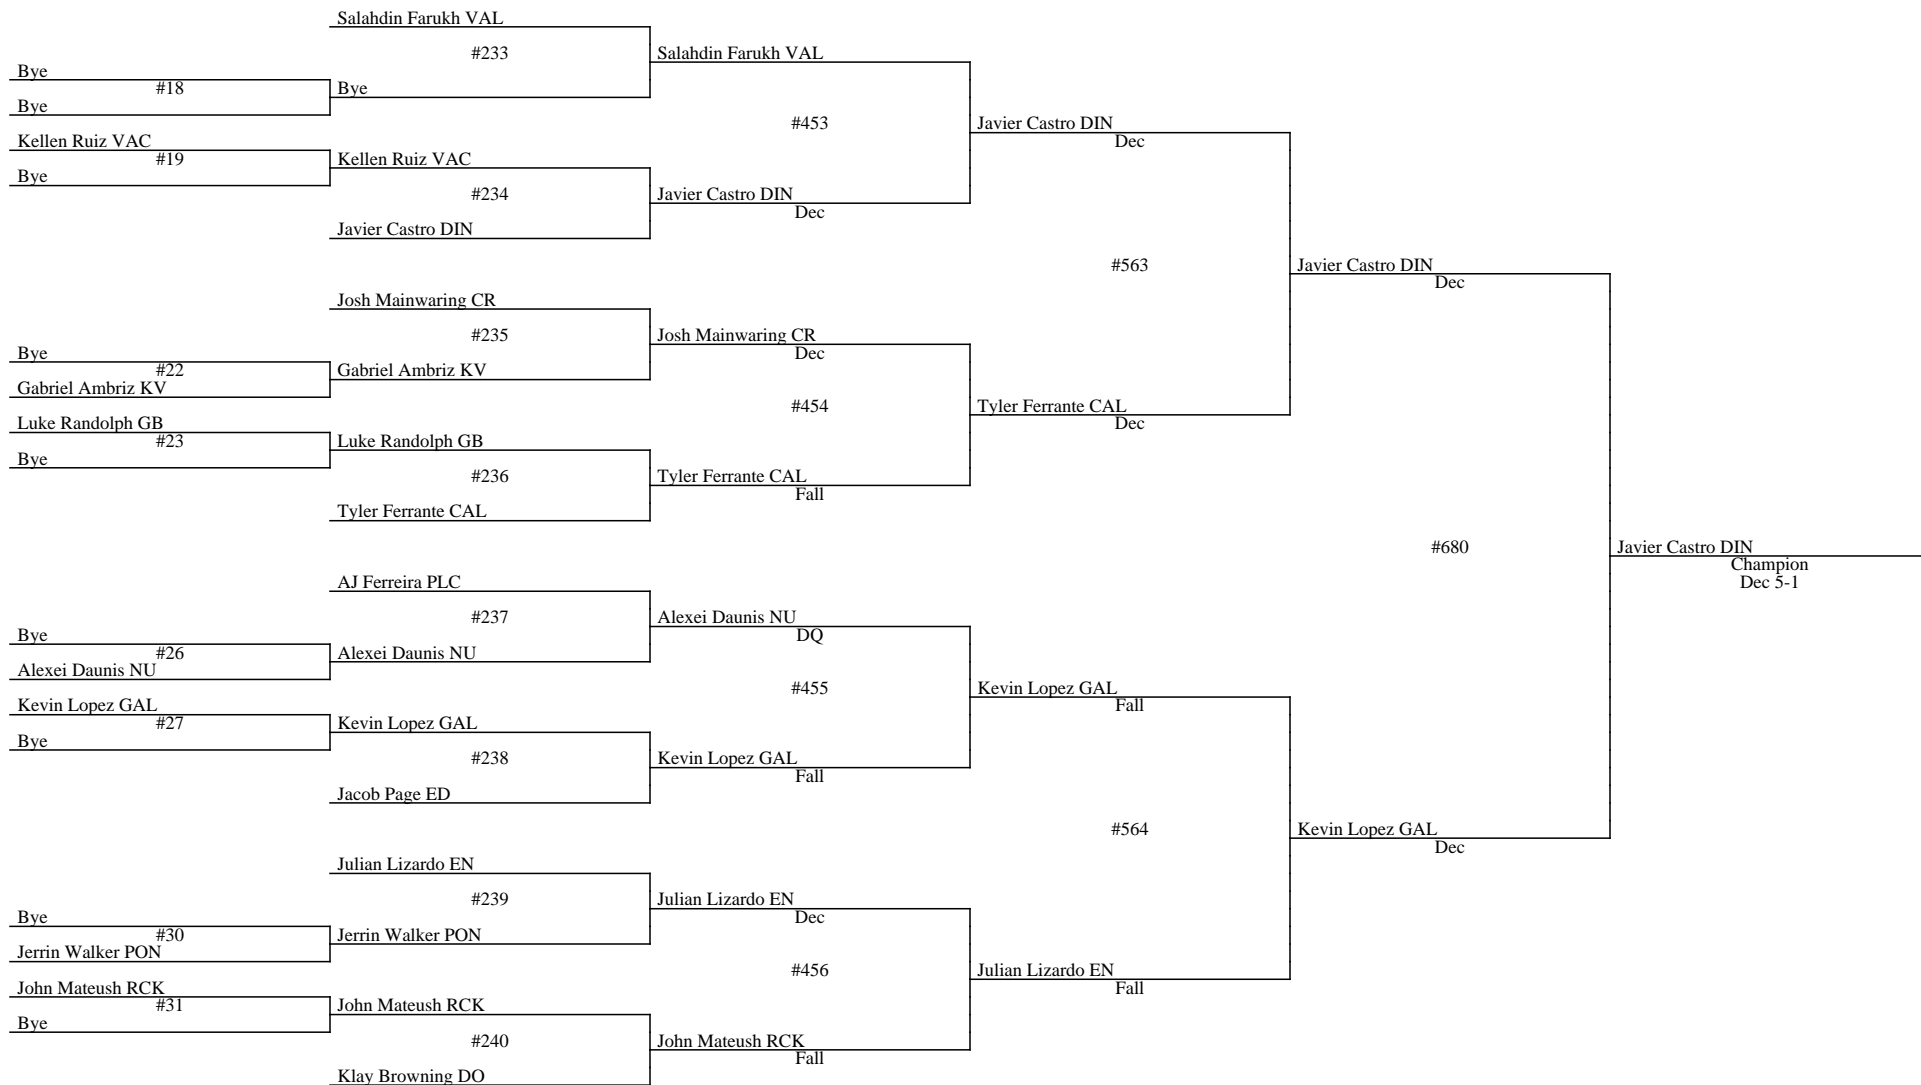 Salahdin Farukh VAL
#233
Salahdin Farukh VAL
Bye
#18
Bye
Bye
Kellen Ruiz VAC
#19
Bye
Kellen Ruiz VAC
#234
Javier Castro DIN
Javier Castro DIN
Dec
#453
Javier Castro DIN
Dec
Josh Mainwaring CR
#235
Josh Mainwaring CR
Dec
Bye
#22
Gabriel Ambriz KV
Gabriel Ambriz KV
Luke Randolph GB
#23
Bye
Luke Randolph GB
#236
Tyler Ferrante CAL
Tyler Ferrante CAL
Fall
#454
Tyler Ferrante CAL
Dec
#563
Javier Castro DIN
Dec
AJ Ferreira PLC
#237
Alexei Daunis NU
DQ
Bye
#26
Alexei Daunis NU
Alexei Daunis NU
Kevin Lopez GAL
#27
Bye
Kevin Lopez GAL
#238
Jacob Page ED
Kevin Lopez GAL
Fall
#455
Kevin Lopez GAL
Fall
Julian Lizardo EN
#239
Julian Lizardo EN
Dec
Bye
#30
Jerrin Walker PON
Jerrin Walker PON
John Mateush RCK
#31
Bye
John Mateush RCK
#240
Klay Browning DO
John Mateush RCK
Fall
#456
Julian Lizardo EN
Fall
#564
Kevin Lopez GAL
Dec
#680
Javier Castro DIN
Champion
Dec 5-1